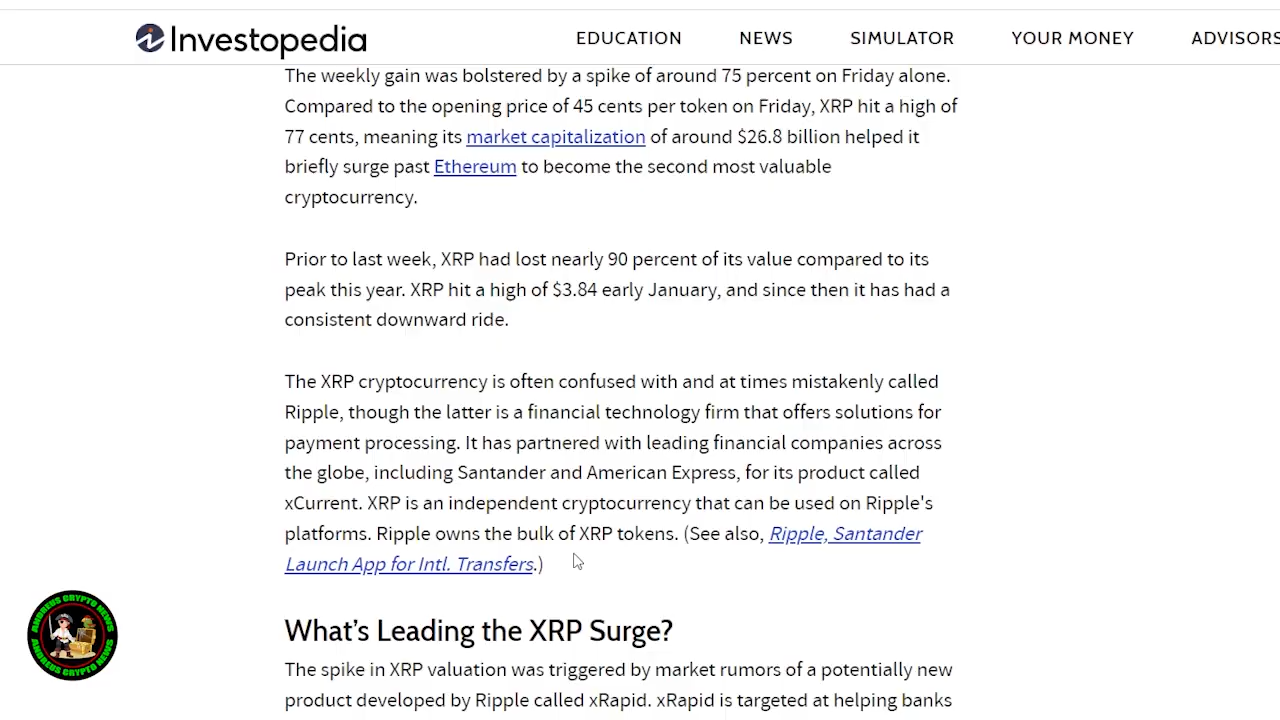 Investopedia
EDUCATION NEWS SIMULATOR YOUR MONEY ADVISORS
The weekly gain was bolstered by a spike of around 75 percent on Friday alone.
Compared to the opening price of 45 cents per token on Friday, XRP hit a high of
77 cents, meaning its market capitalization of around $26.8 billion helped it
briefly surge past Ethereum to become the second most valuable
cryptocurrency.
Prior to last week, XRP had lost nearly 90 percent of its value compared to its
peak this year. XRP hit a high of $3.84 early January, and since then it has had a
consistent downward ride.
The XRP cryptocurrency is often confused with and at times mistakenly called
Ripple, though the latter is a financial technology firm that offers solutions for
payment processing. It has partnered with leading financial companies across
the globe, including Santander and American Express, for its product called
xCurrent. XRP is an independent cryptocurrency that can be used on Ripple's
platforms. Ripple owns the bulk of XRP tokens. (See also, Ripple, Santander
Launch App for Intl. Transfers.)
ANDREUS CRYPTO NEWS
ANDREUS CRYPTO NEWS
What’s Leading the XRP Surge?
The spike in XRP valuation was triggered by market rumors of a potentially new
product developed by Ripple called xRapid. xRapid is targeted at helping banks